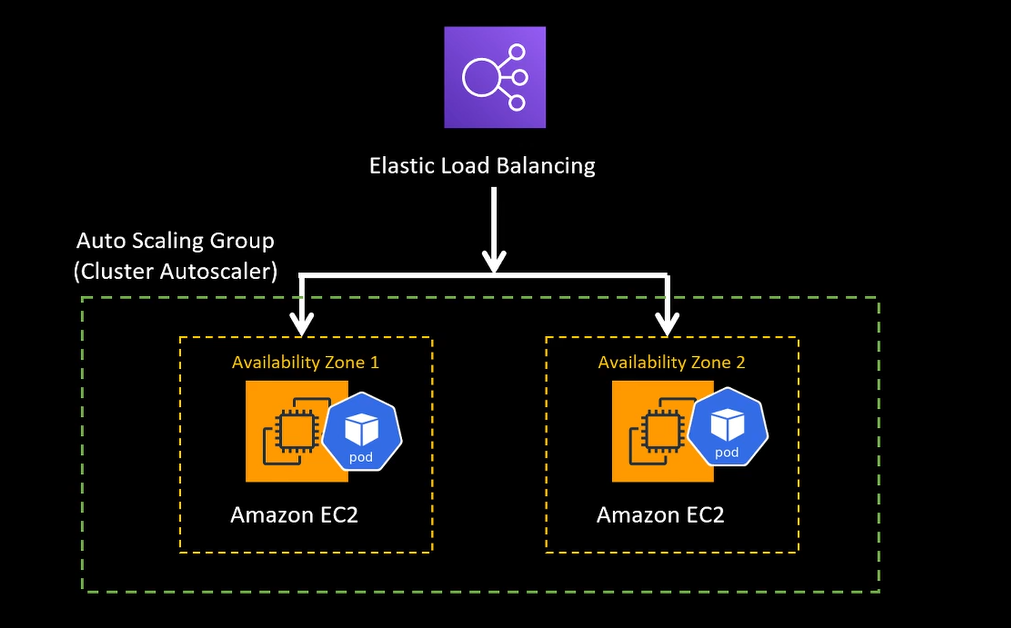 Elastic Load Balancing
Auto Scaling Group
(Cluster Autoscaler)
Availability Zone 1
pod
Amazon EC2
Availability Zone 2
pod
Amazon EC2